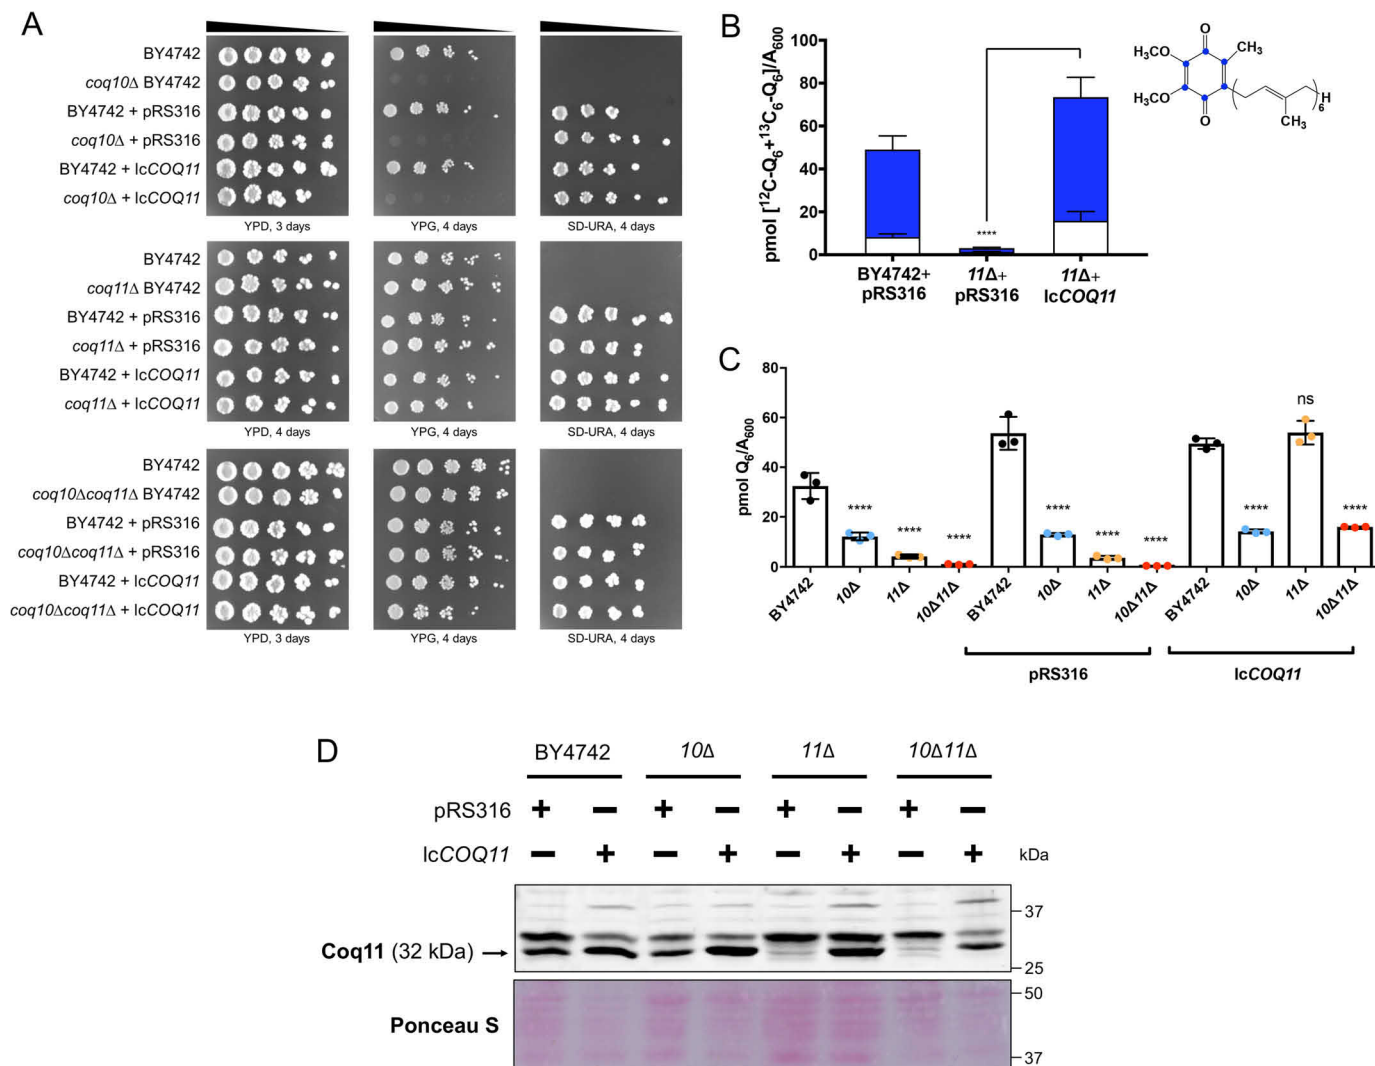 A
BY4742
coq10Δ BY4742
BY4742 + pRS316
coq10Δ + pRS316
BY4742 + lcCOQ11
coq10Δ + lcCOQ11
YPD, 3 days
YPG, 4 days
SD-URA, 4 days
BY4742
coq11Δ BY4742
BY4742 + pRS316
coq11Δ + pRS316
BY4742 + lcCOQ11
coq11Δ + lcCOQ11
YPD, 4 days
YPG, 4 days
SD-URA, 4 days
BY4742
coq10Δcoq11Δ BY4742
BY4742 + pRS316
coq10Δcoq11Δ + pRS316
BY4742 + lcCOQ11
coq10Δcoq11Δ + lcCOQ11
YPD, 3 days
YPG, 4 days
SD-URA, 4 days
B
pmol [¹²C-Q₆+¹³C₆-Q₆]/A₆₀₀
100
80
60
40
20
0
****
BY4742+
pRS316
11Δ+
pRS316
11Δ+
lcCOQ11
O
H₃CO
CH₃
H₃CO
O
CH₃
H
6
C
pmol Q₆/A₆₀₀
80
60
40
20
0
**** **** **** **** **** **** **** ns ****
BY4742 10Δ 11Δ 10Δ11Δ BY4742 10Δ 11Δ 10Δ11Δ BY4742 10Δ 11Δ 10Δ11Δ
pRS316 lcCOQ11
D
BY4742 10Δ 11Δ 10Δ11Δ
pRS316 + − + − + − + −
lcCOQ11 − + − + − + − + kDa
37
Coq11 (32 kDa)
25
50
Ponceau S
37